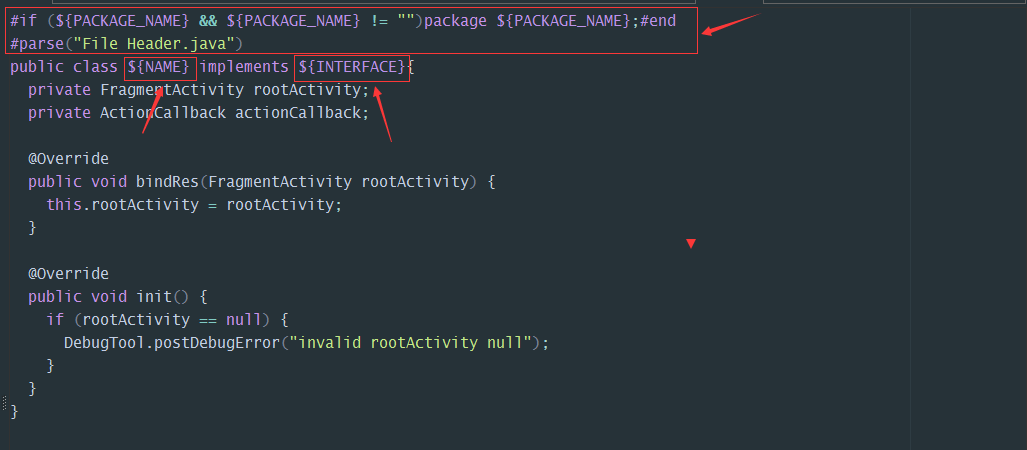 #if (${PACKAGE_NAME} && ${PACKAGE_NAME} != "")package ${PACKAGE_NAME};#end
#parse("File Header.java")
public class ${NAME} implements ${INTERFACE}{
  private FragmentActivity rootActivity;
  private ActionCallback actionCallback;

  @Override
  public void bindRes(FragmentActivity rootActivity) {
    this.rootActivity = rootActivity;
  }

  @Override
  public void init() {
    if (rootActivity == null) {
      DebugTool.postDebugError("invalid rootActivity null");
    }
  }
}